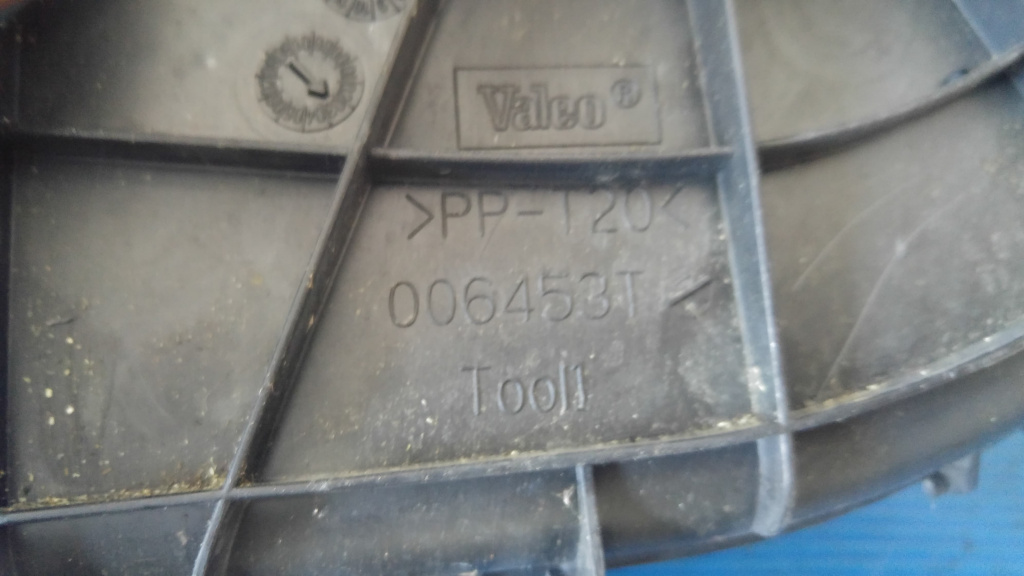 Valeo®
>PP-T20<
006453T
Tool1